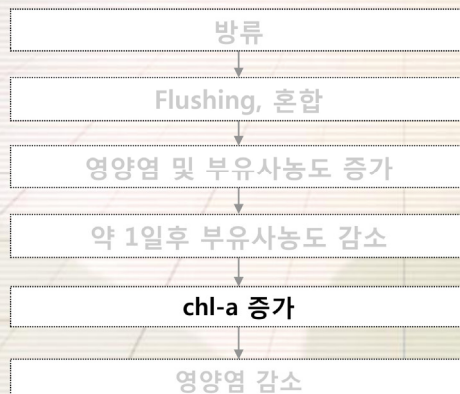 방류
Flushing, 혼합
영양염 및 부유사농도 증가
약 1일후 부유사농도 감소
chl-a 증가
영양염 감소